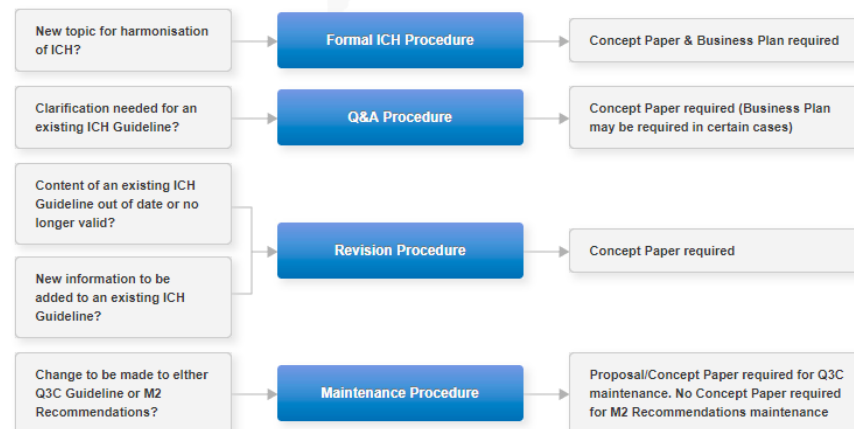 New topic for harmonisation
of ICH?
Formal ICH Procedure
Concept Paper & Business Plan required
Clarification needed for an
existing ICH Guideline?
Q&A Procedure
Concept Paper required (Business Plan
may be required in certain cases)
Content of an existing ICH
Guideline out of date or no
longer valid?
Revision Procedure
Concept Paper required
New information to be
added to an existing ICH
Guideline?
Change to be made to either
Q3C Guideline or M2
Recommendations?
Maintenance Procedure
Proposal/Concept Paper required for Q3C
maintenance. No Concept Paper required
for M2 Recommendations maintenance